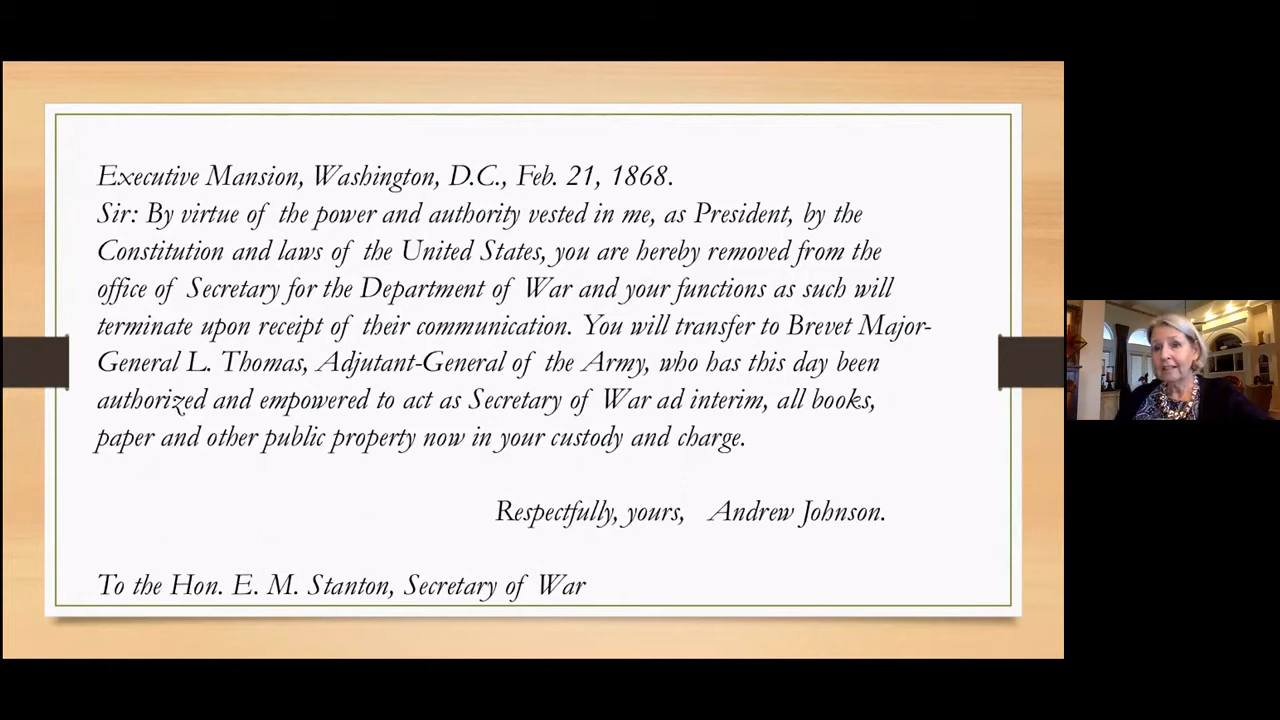 Executive Mansion, Washington, D.C., Feb. 21, 1868.
Sir: By virtue of the power and authority vested in me, as President, by the
Constitution and laws of the United States, you are hereby removed from the
office of Secretary for the Department of War and your functions as such will
terminate upon receipt of their communication. You will transfer to Brevet Major-
General L. Thomas, Adjutant-General of the Army, who has this day been
authorized and empowered to act as Secretary of War ad interim, all books,
paper and other public property now in your custody and charge.
Respectfully, yours, Andrew Johnson.
To the Hon. E. M. Stanton, Secretary of War